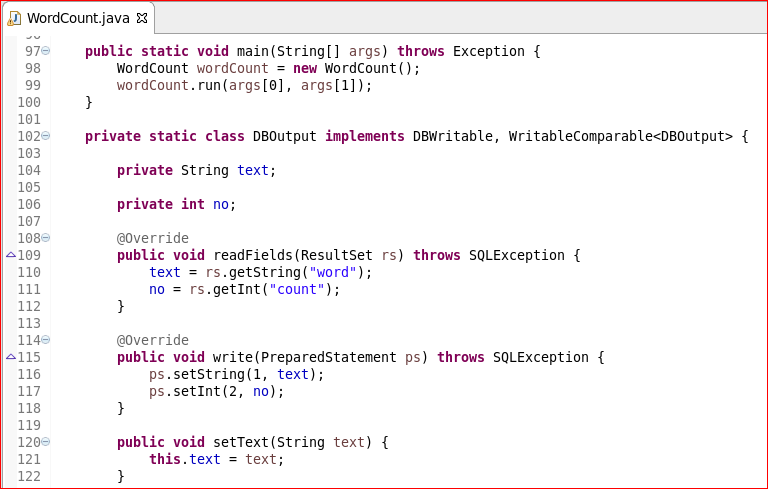 WordCount.java
96
97 public static void main(String[] args) throws Exception {
98 WordCount wordCount = new WordCount();
99 wordCount.run(args[0], args[1]);
100 }
101
102 private static class DBOutput implements DBWritable, WritableComparable<DBOutput> {
103
104 private String text;
105
106 private int no;
107
108 @Override
109 public void readFields(ResultSet rs) throws SQLException {
110 text = rs.getString("word");
111 no = rs.getInt("count");
112 }
113
114 @Override
115 public void write(PreparedStatement ps) throws SQLException {
116 ps.setString(1, text);
117 ps.setInt(2, no);
118 }
119
120 public void setText(String text) {
121 this.text = text;
122 }